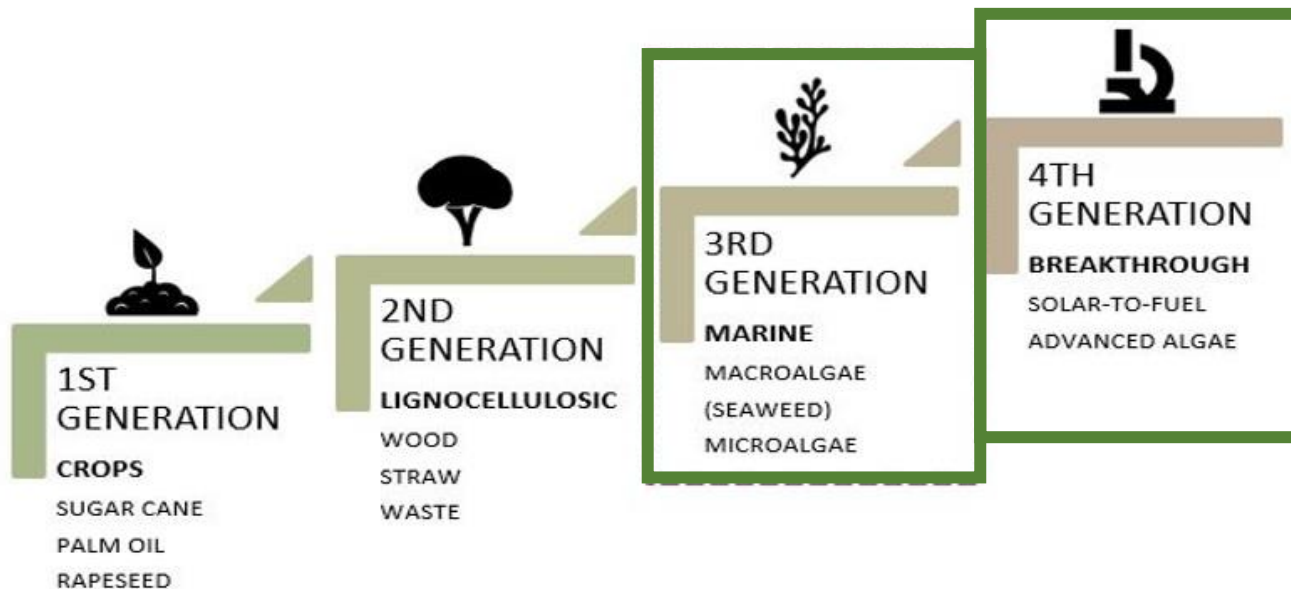 1ST
GENERATION
CROPS
SUGAR CANE
PALM OIL
RAPESEED
2ND
GENERATION
LIGNOCELLULOSIC
WOOD
STRAW
WASTE
3RD
GENERATION
MARINE
MACROALGAE
(SEAWEED)
MICROALGAE
4TH
GENERATION
BREAKTHROUGH
SOLAR-TO-FUEL
ADVANCED ALGAE